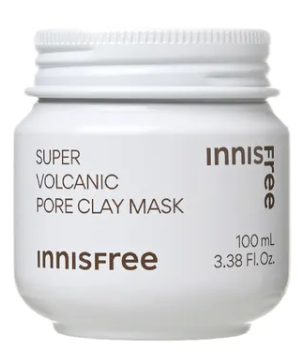 SUPER
VOLCANIC
PORE CLAY MASK
INNISFree
INNISFree
100 mL
3.38 Fl.Oz.